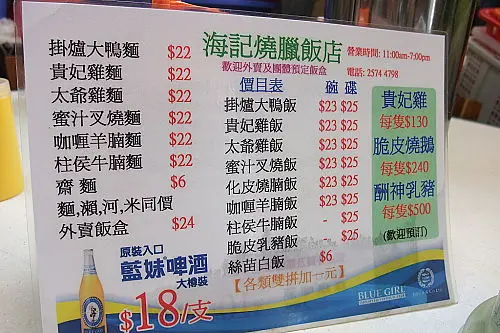 海記燒臘飯店
營業時間: 11:00am-7:00pm
歡迎外賣及團體預定飯盒
電話: 2574 4798
掛爐大鴨麵 $22
貴妃雞麵 $22
太爺雞麵 $22
蜜汁叉燒麵 $22
咖喱羊腩麵 $22
柱侯牛腩麵 $22
齋 麵 $6
麵,瀨,河,米同價
外賣飯盒 $24
價目表 碗 碟
掛爐大鴨飯 $23 $25
貴妃雞飯 $23 $25
太爺雞飯 $23 $25
蜜汁叉燒飯 $23 $25
化皮燒腩飯 $23 $25
咖喱羊腩飯 $23 $25
柱侯牛腩飯 - $25
脆皮乳豬飯 - $25
絲苗白飯 $6
【各類雙拼加一元】
貴妃雞
每隻$130
脆皮燒鵝
每隻$240
酬神乳豬
每隻$500
(歡迎預訂)
原裝入口
藍妹啤酒
大樽裝
$18/支
BLUE GIRL